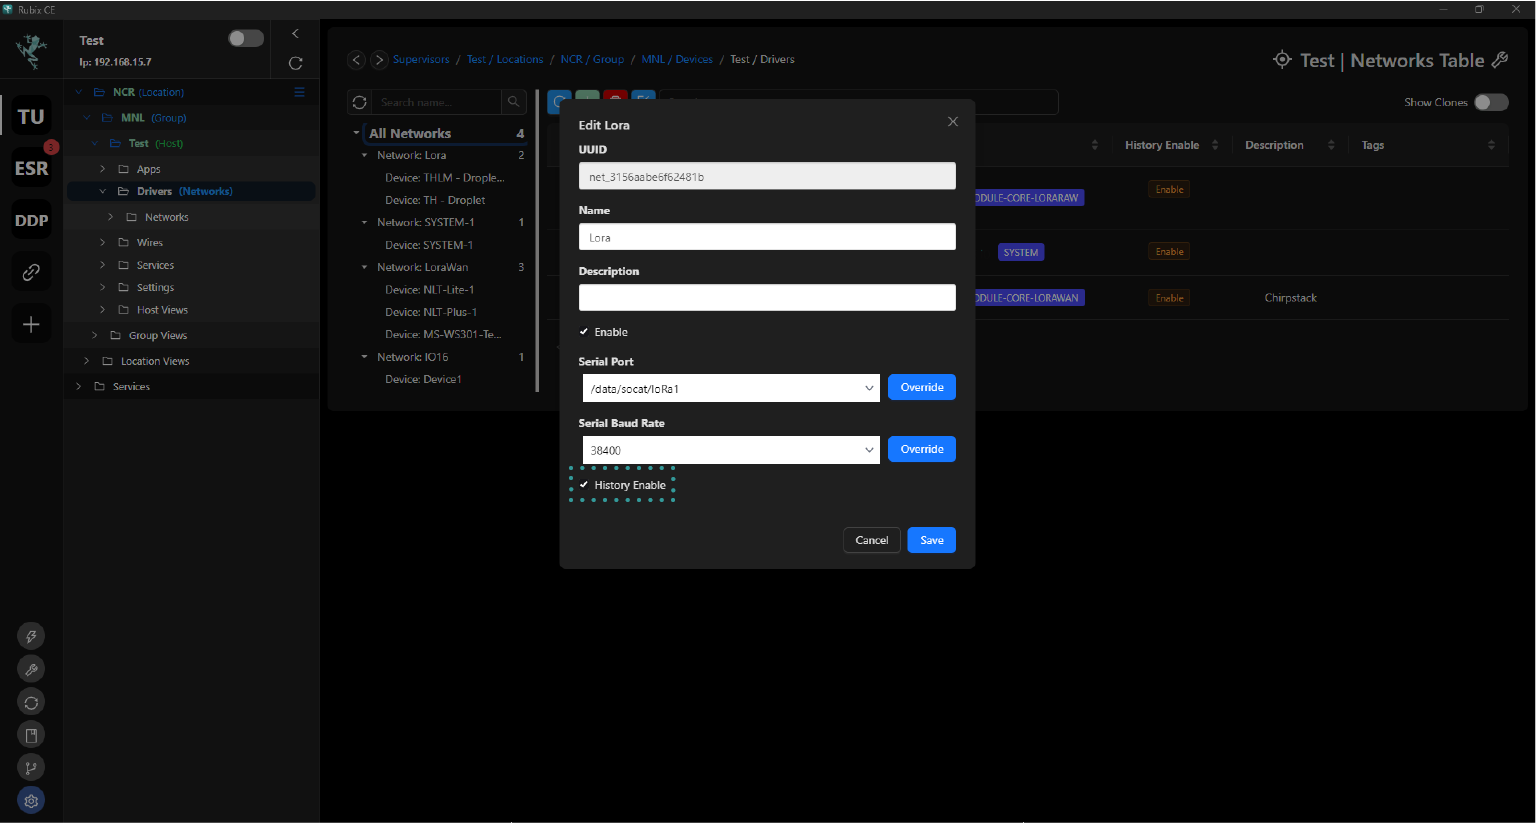 Rubix CE
Test
Ip: 192.168.15.7
TU
ESR
3
DDP
NCR (Location)
MNL (Group)
Test (Host)
Apps
Drivers (Networks)
Networks
Wires
Services
Settings
Host Views
Group Views
Location Views
Services
Supervisors / Test / Locations / NCR / Group / MNL / Devices / Test / Drivers
Test | Networks Table
Search name...
Show Clones
All Networks 4
Network: Lora 2
Device: THLM - Drople...
Device: TH - Droplet
Network: SYSTEM-1 1
Device: SYSTEM-1
Network: LoraWan 3
Device: NLT-Lite-1
Device: NLT-Plus-1
Device: MS-WS301-Te...
Network: IO16 1
Device: Device1
History Enable Description Tags
ODULE-CORE-LORARAW Enable
SYSTEM Enable
ODULE-CORE-LORAWAN Enable Chirpstack
Edit Lora
UUID
net_3156aabe6f62481b
Name
Lora
Description
Enable
Serial Port
/data/socat/loRa1 Override
Serial Baud Rate
38400 Override
History Enable
Cancel Save